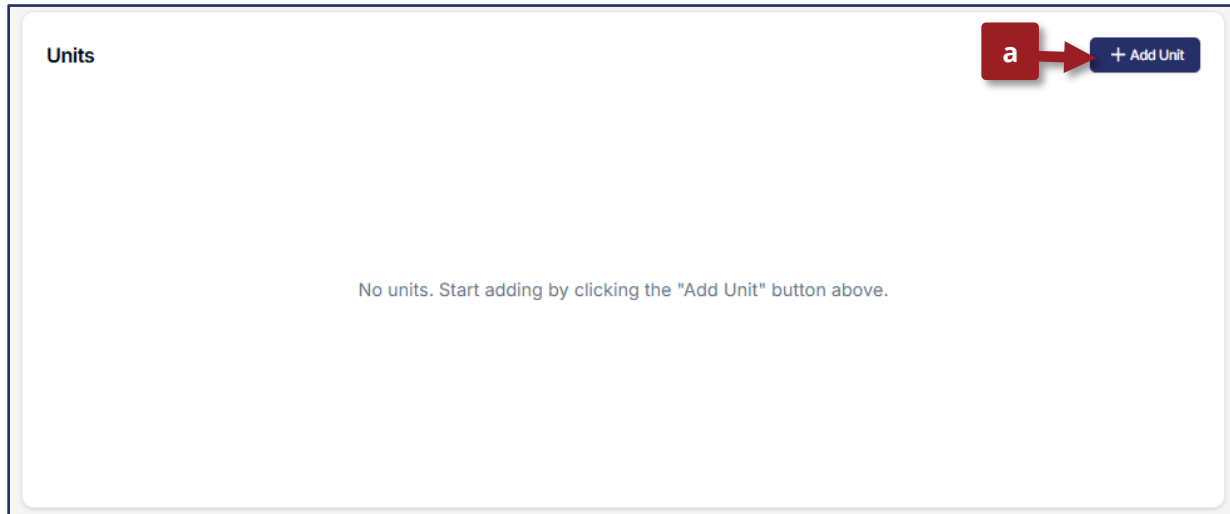 Units
a
+ Add Unit
No units. Start adding by clicking the "Add Unit" button above.